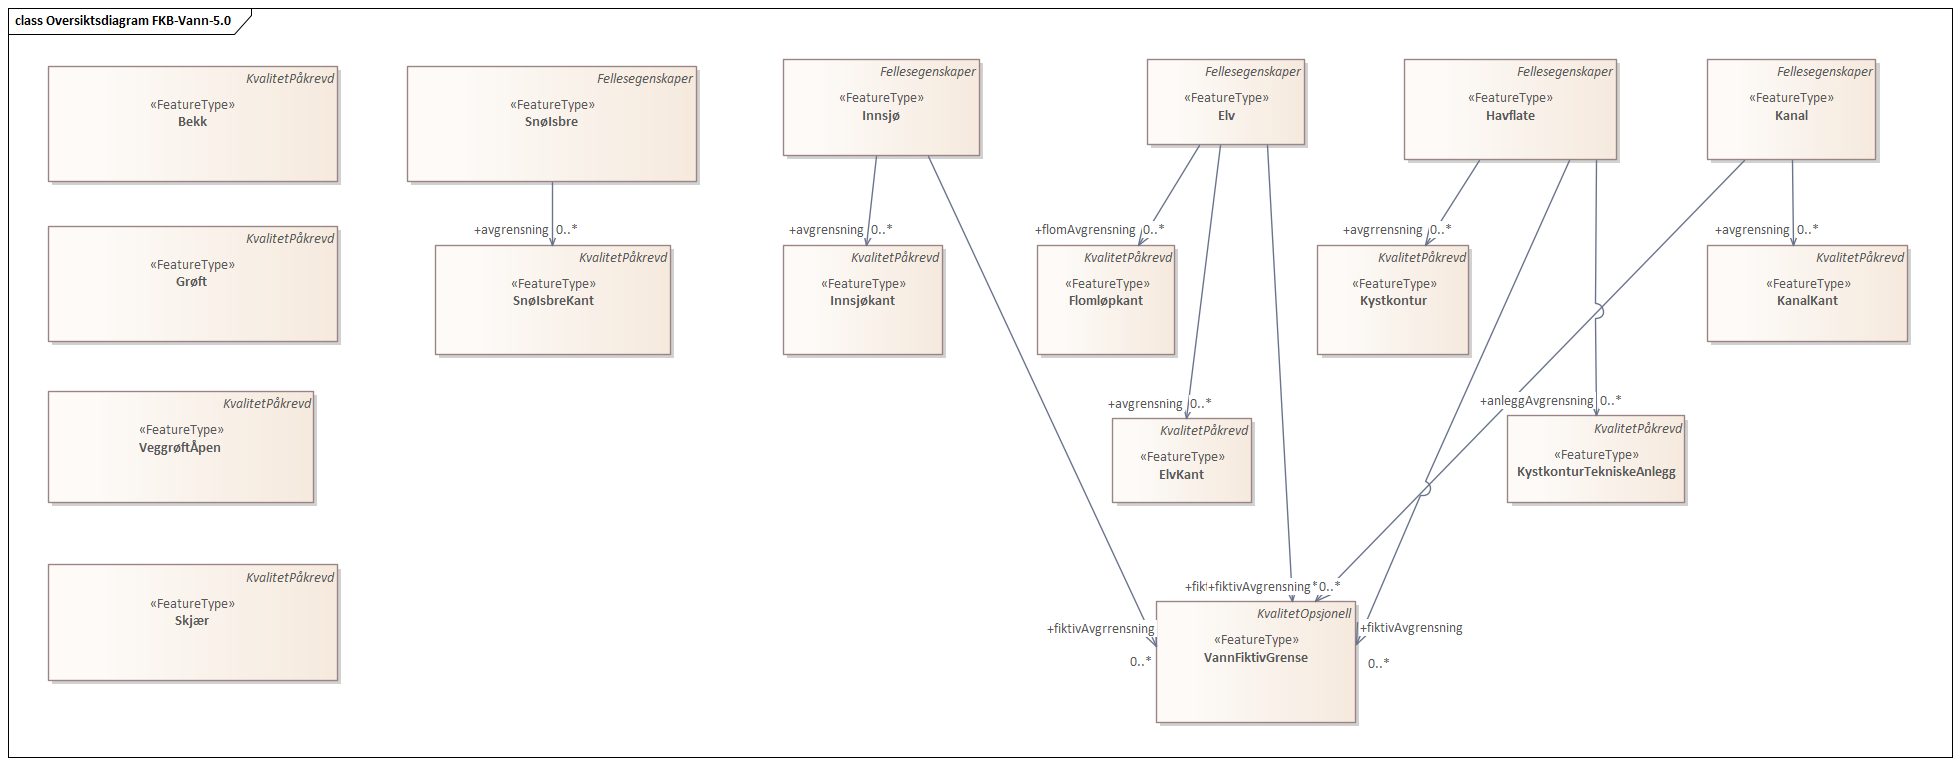 class Oversiktsdiagram FKB-Vann-5.0
KvalitetPåkrevd
«FeatureType»
Bekk
Fellesegenskaper
«FeatureType»
SnøIsbre
Fellesegenskaper
«FeatureType»
Innsjø
Fellesegenskaper
«FeatureType»
Elv
Fellesegenskaper
«FeatureType»
Havflate
Fellesegenskaper
«FeatureType»
Kanal
+avgrensning 0..*
+avgrensning 0..*
+flomAvgrensning 0..*
+avgrrensning 0..*
+avgrensning 0..*
KvalitetPåkrevd
«FeatureType»
Grøft
KvalitetPåkrevd
«FeatureType»
SnøIsbreKant
KvalitetPåkrevd
«FeatureType»
Innsjøkant
KvalitetPåkrevd
«FeatureType»
Flomløpkant
KvalitetPåkrevd
«FeatureType»
Kystkontur
KvalitetPåkrevd
«FeatureType»
KanalKant
KvalitetPåkrevd
«FeatureType»
VeggrøftÅpen
+avgrensning 0..*
KvalitetPåkrevd
«FeatureType»
ElvKant
+anleggAvgrensning 0..*
KvalitetPåkrevd
«FeatureType»
KystkonturTekniskeAnlegg
KvalitetPåkrevd
«FeatureType»
Skjær
+fikt+fiktivAvgrensning * 0..*
+fiktivAvgrrensning
0..*
KvalitetOpsjonell
«FeatureType»
VannFiktivGrense
+fiktivAvgrensning
0..*